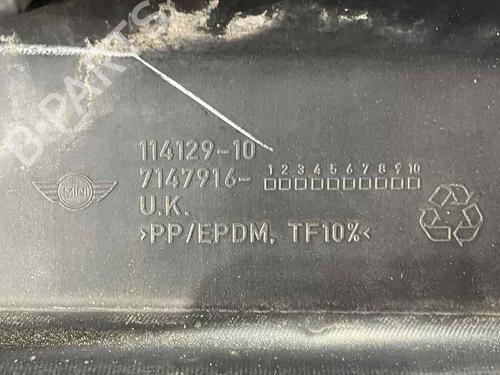 B-PARTS
114129-10
7147916-
1 2 3 4 5 6 7 8 9 10
MINI
U.K.
>PP/EPDM, TF10%<